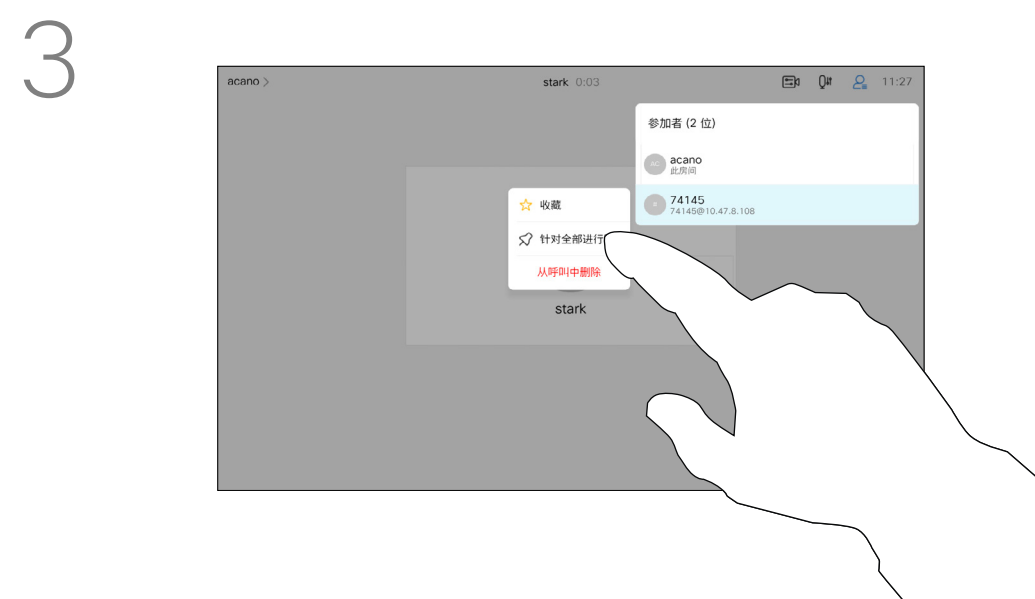 3
acano >
stark 0:03
11:27
参加者 (2 位)
AC
acano
此房间
74145
74145@10.47.8.108
收藏
针对全部进行
从呼叫中删除
stark